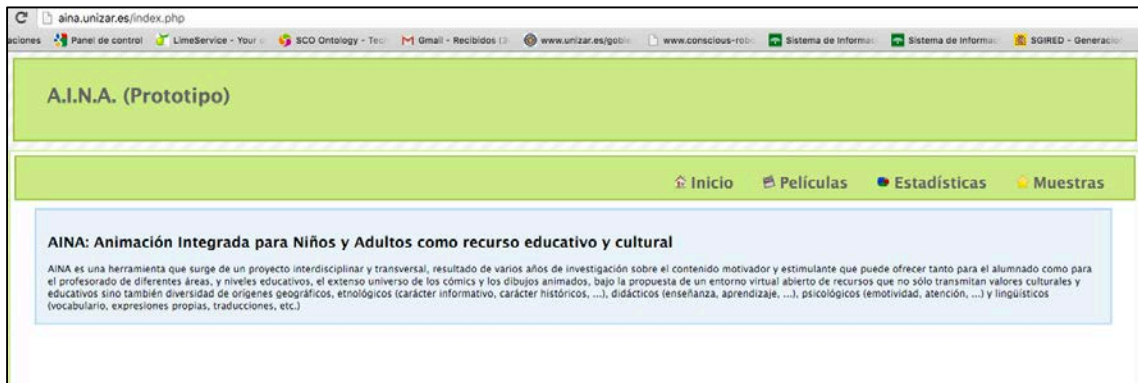 aina.unizar.es/index.php
aciones Panel de control LimeService - Your SCO Ontology - Tec Gmail - Recibidos (3 www.unizar.es/gobi www.conscious-rob Sistema de Informac Sistema de Informac SGIRED - Generacio
A.I.N.A. (Prototipo)
Inicio Películas Estadísticas Muestras
AINA: Animación Integrada para Niños y Adultos como recurso educativo y cultural
AINA es una herramienta que surge de un proyecto interdisciplinar y transversal, resultado de varios años de investigación sobre el contenido motivador y estimulante que puede ofrecer tanto para el alumnado como para
el profesorado de diferentes áreas, y niveles educativos, el extenso universo de los cómics y los dibujos animados, bajo la propuesta de un entorno virtual abierto de recursos que no sólo transmitan valores culturales y
educativos sino también diversidad de orígenes geográficos, etnológicos (carácter informativo, carácter históricos, ...), didácticos (enseñanza, aprendizaje, ...), psicológicos (emotividad, atención, ...) y lingüísticos
(vocabulario, expresiones propias, traducciones, etc.)